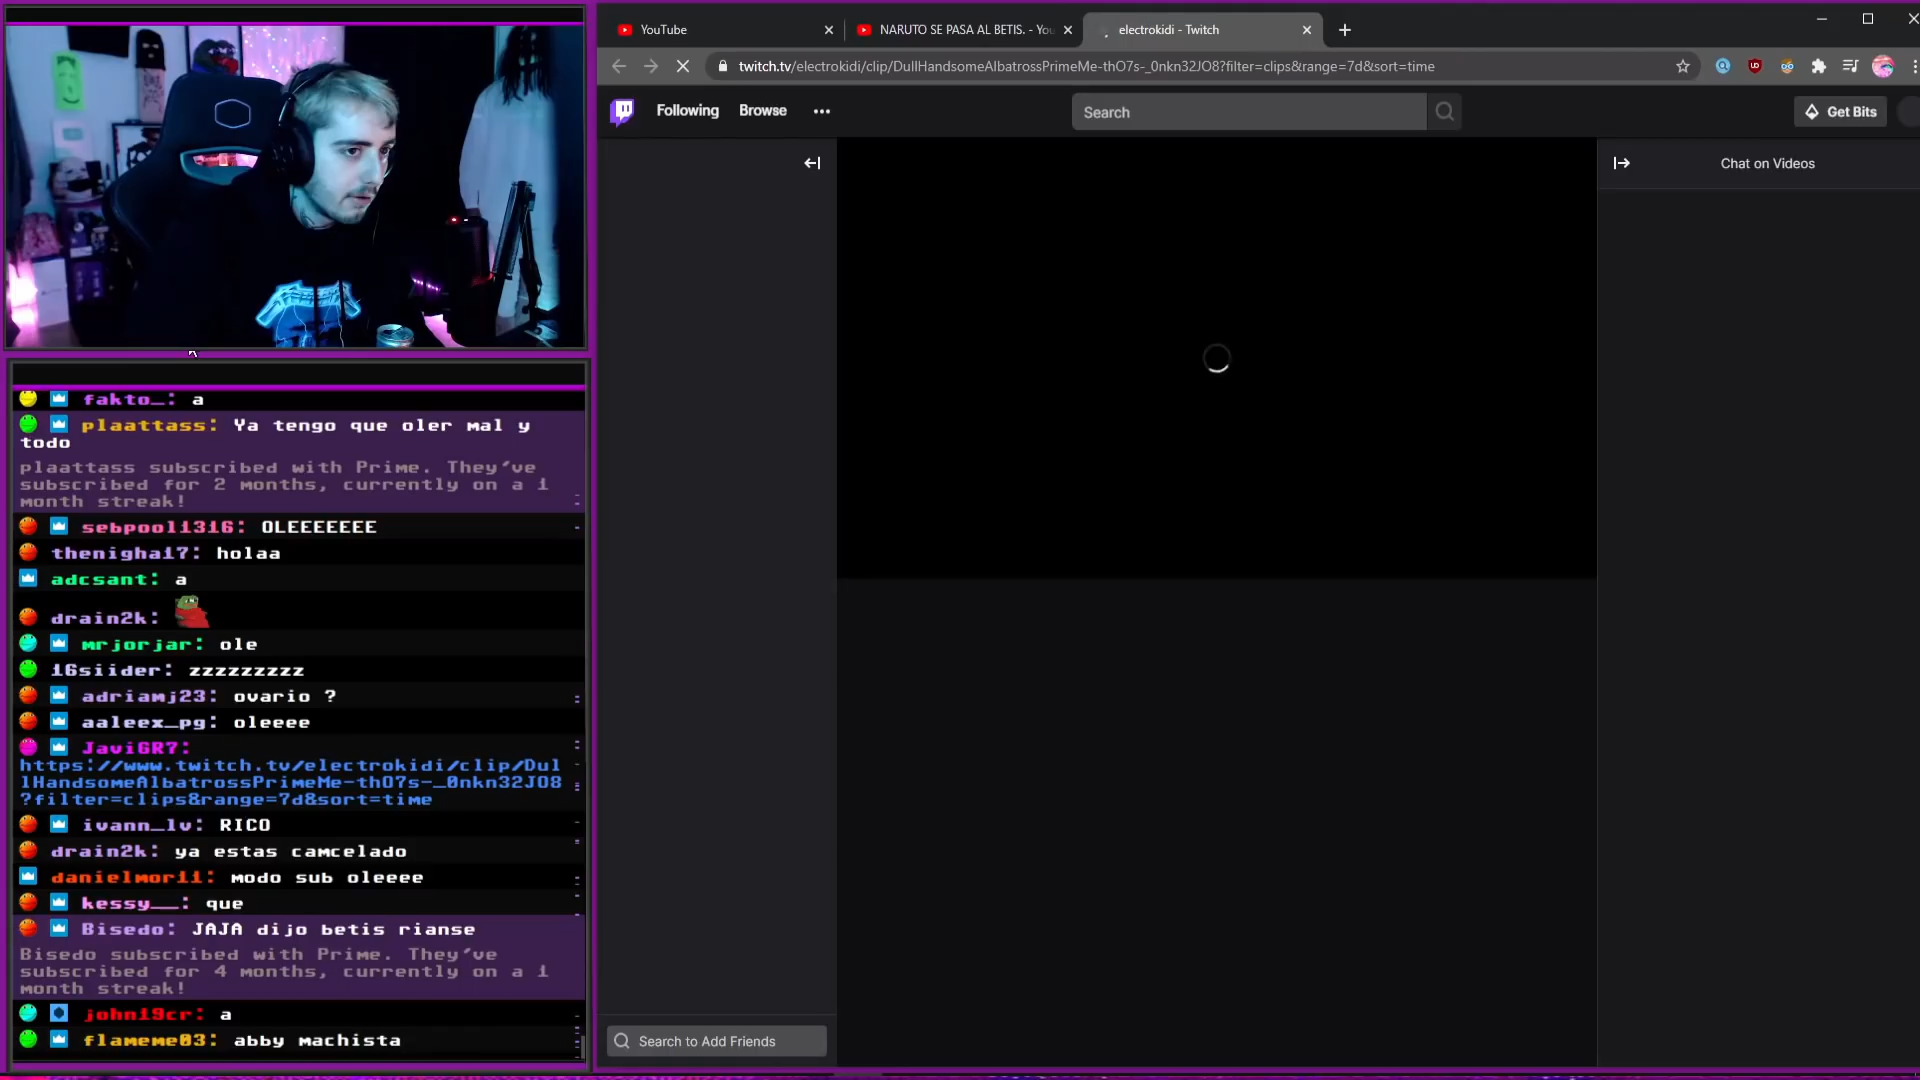 YouTube
NARUTO SE PASA AL BETIS. - You
electrokidi - Twitch
twitch.tv/electrokidi/clip/DullHandsomeAlbatrossPrimeMe-thO7s-_0nkn32JO8?filter=clips&range=7d&sort=time
Following
Browse
Search
Get Bits
Chat on Videos
fakto_: a
plaattass: Ya tengo que oler mal y
todo
plaattass subscribed with Prime. They've
subscribed for 2 months, currently on a 1
month streak!
sebpool1316: OLEEEEEEE
thenigha17: holaa
adcsant: a
drain2k:
mrjorjar: ole
16siider: zzzzzzzzz
adriamj23: ovario ?
aaleex_pg: oleeee
JaviGR7:
https://www.twitch.tv/electrokidi/clip/Dul
lHandsomeAlbatrossPrimeMe-thO7s-_0nkn32JO8
?filter=clips&range=7d&sort=time
ivann_lv: RICO
drain2k: ya estas camcelado
danielmor11: modo sub oleeee
kessy__: que
Bisedo: JAJA dijo betis rianse
Bisedo subscribed with Prime. They've
subscribed for 4 months, currently on a 1
month streak!
john19cr: a
flameme03: abby machista
Search to Add Friends